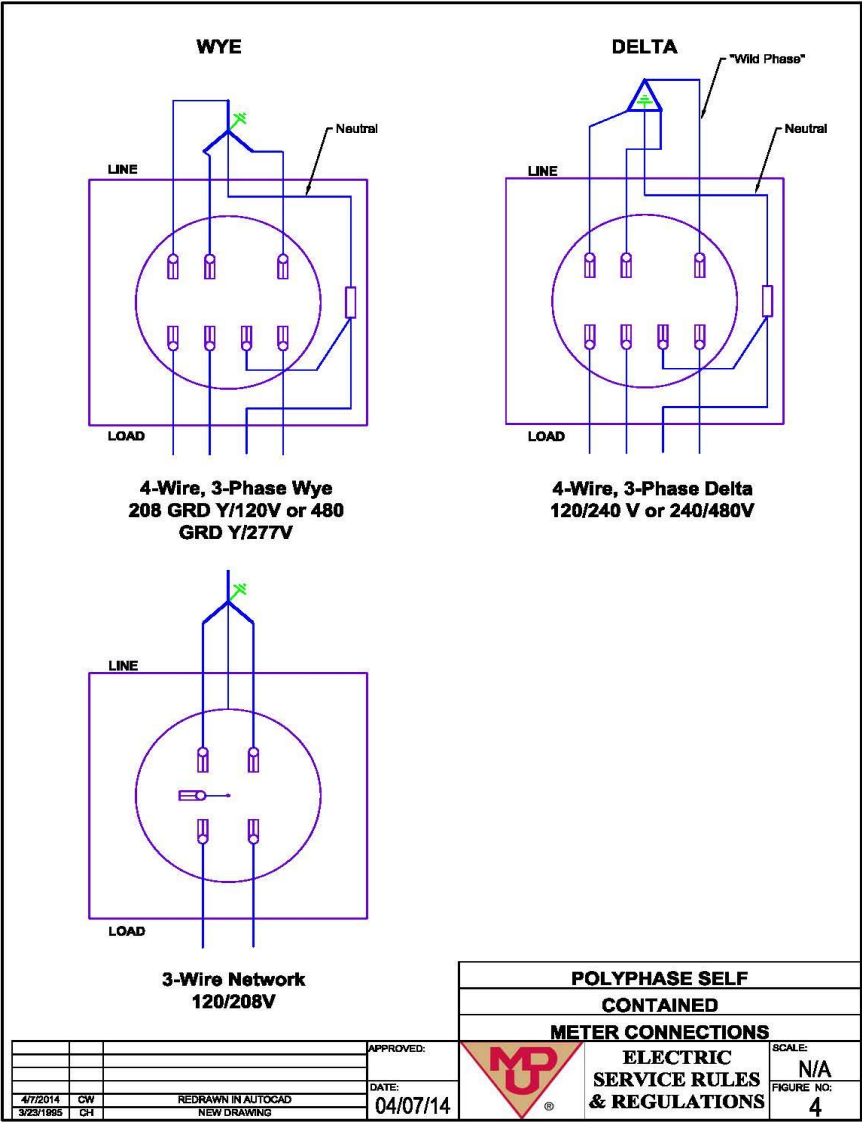 WYE
DELTA
"Wild Phase"
Neutral
Neutral
LINE
LINE
LOAD
LOAD
4-Wire, 3-Phase Wye
208 GRD Y/120V or 480
GRD Y/277V
4-Wire, 3-Phase Delta
120/240 V or 240/480V
LINE
LOAD
3-Wire Network
120/208V
POLYPHASE SELF
CONTAINED
METER CONNECTIONS
APPROVED:
DATE:
04/07/14
4/7/2014 CW REDRAWN IN AUTOCAD
3/23/1995 CH NEW DRAWING
MPU
®
ELECTRIC
SERVICE RULES
& REGULATIONS
SCALE:
N/A
FIGURE NO:
4